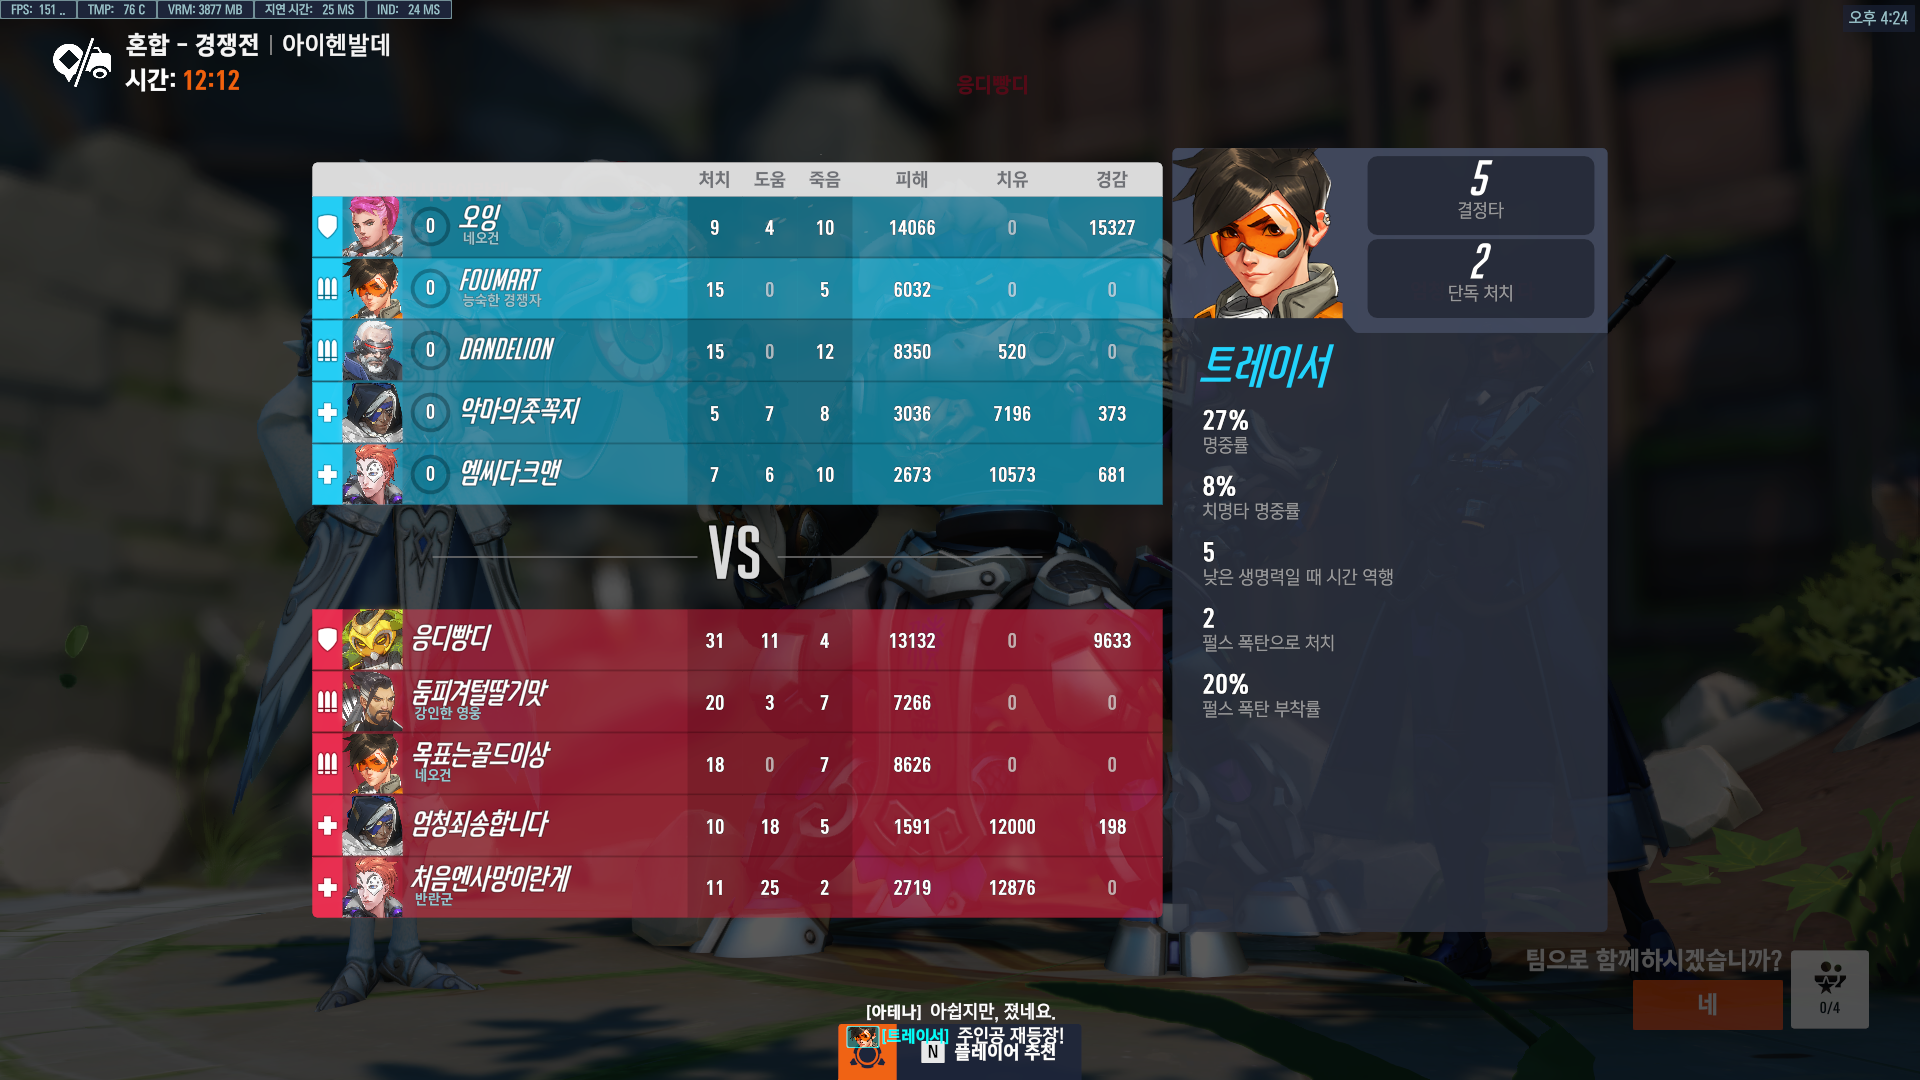 FPS: 151 .. TMP: 76 C VRM: 3877 MB 지연 시간: 25 MS IND: 24 MS
오후 4:24
혼합 - 경쟁전 | 아이헨발데
시간: 12:12
응디빵디
처치 도움 죽음 피해 치유 경감
0 오잉 9 4 10 14066 0 15327
네오건
0 FOUMART 15 0 5 6032 0 0
능숙한 경쟁자
0 DANDELION 15 0 12 8350 520 0
0 악마의좃꼭지 5 7 8 3036 7196 373
0 엠씨다크맨 7 6 10 2673 10573 681
VS
응디빵디 31 11 4 13132 0 9633
둠피겨털딸기맛 20 3 7 7266 0 0
강인한 영웅
목표는골드이상 18 0 7 8626 0 0
네오건
엄청죄송합니다 10 18 5 1591 12000 198
처음엔사망이란게 11 25 2 2719 12876 0
반란군
5
결정타
2
단독 처치
트레이서
27%
명중률
8%
치명타 명중률
5
낮은 생명력일 때 시간 역행
2
펄스 폭탄으로 처치
20%
펄스 폭탄 부착률
팀으로 함께하시겠습니까?
네
0/4
[아테나] 아쉽지만, 졌네요.
[트레이서] 주인공 재등장!
N 플레이어 추천